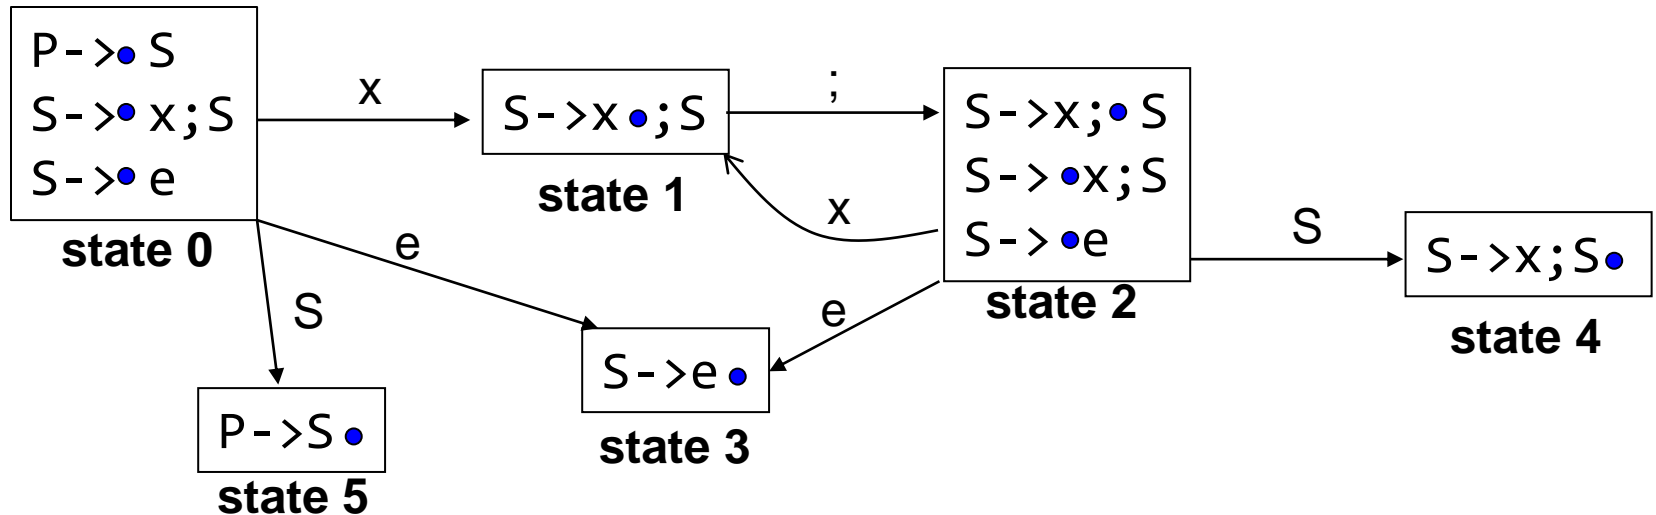 P->• S
S->• x;S
S->• e
state 0
x
S->x •;S
state 1
;
S->x;• S
S-> •x;S
S-> •e
state 2
x
S
S->x;S•
state 4
e
e
S
S->e •
state 3
P->S •
state 5